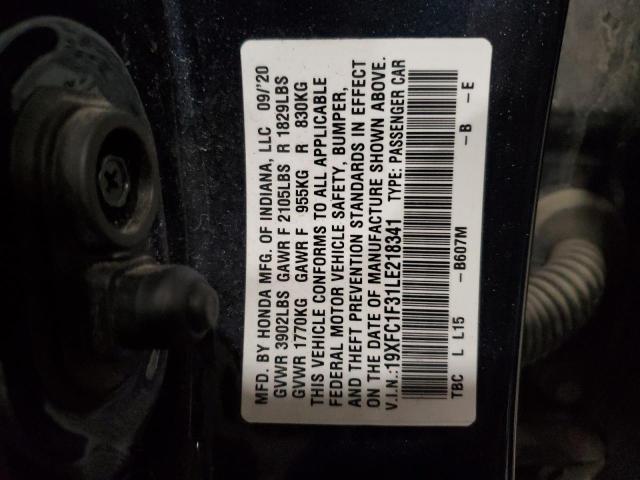 MFD. BY HONDA MFG. OF INDIANA, LLC 09/'20
GVWR 3902LBS GAWR F 2105LBS R 1829LBS
GVWR 1770KG GAWR F 955KG R 830KG
THIS VEHICLE CONFORMS TO ALL APPLICABLE
FEDERAL MOTOR VEHICLE SAFETY, BUMPER,
AND THEFT PREVENTION STANDARDS IN EFFECT
ON THE DATE OF MANUFACTURE SHOWN ABOVE.
V.I.N.:19XFC1F31LE218341 TYPE: PASSENGER CAR
TBC L L15 -B607M -B -E